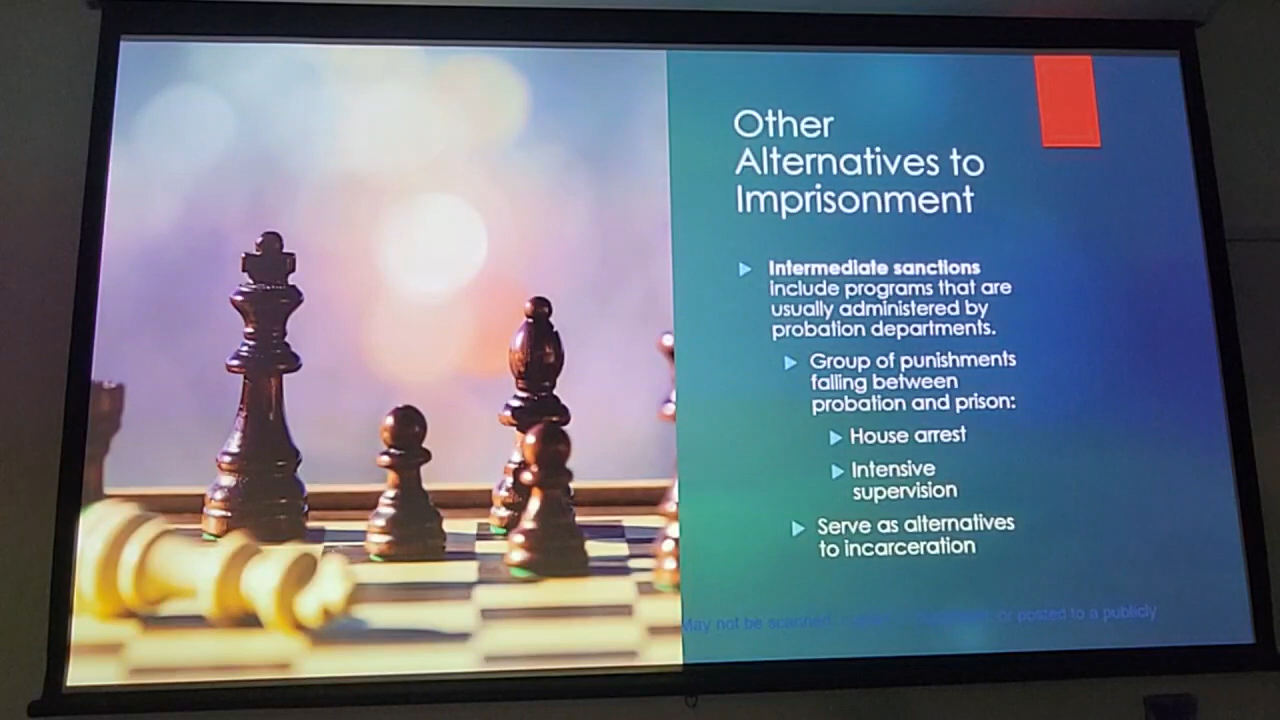 Other
Alternatives to
Imprisonment
Intermediate sanctions
include programs that are
usually administered by
probation departments.
Group of punishments
falling between
probation and prison:
House arrest
Intensive
supervision
Serve as alternatives
to incarceration
May not be scanned, or posted to a publicly